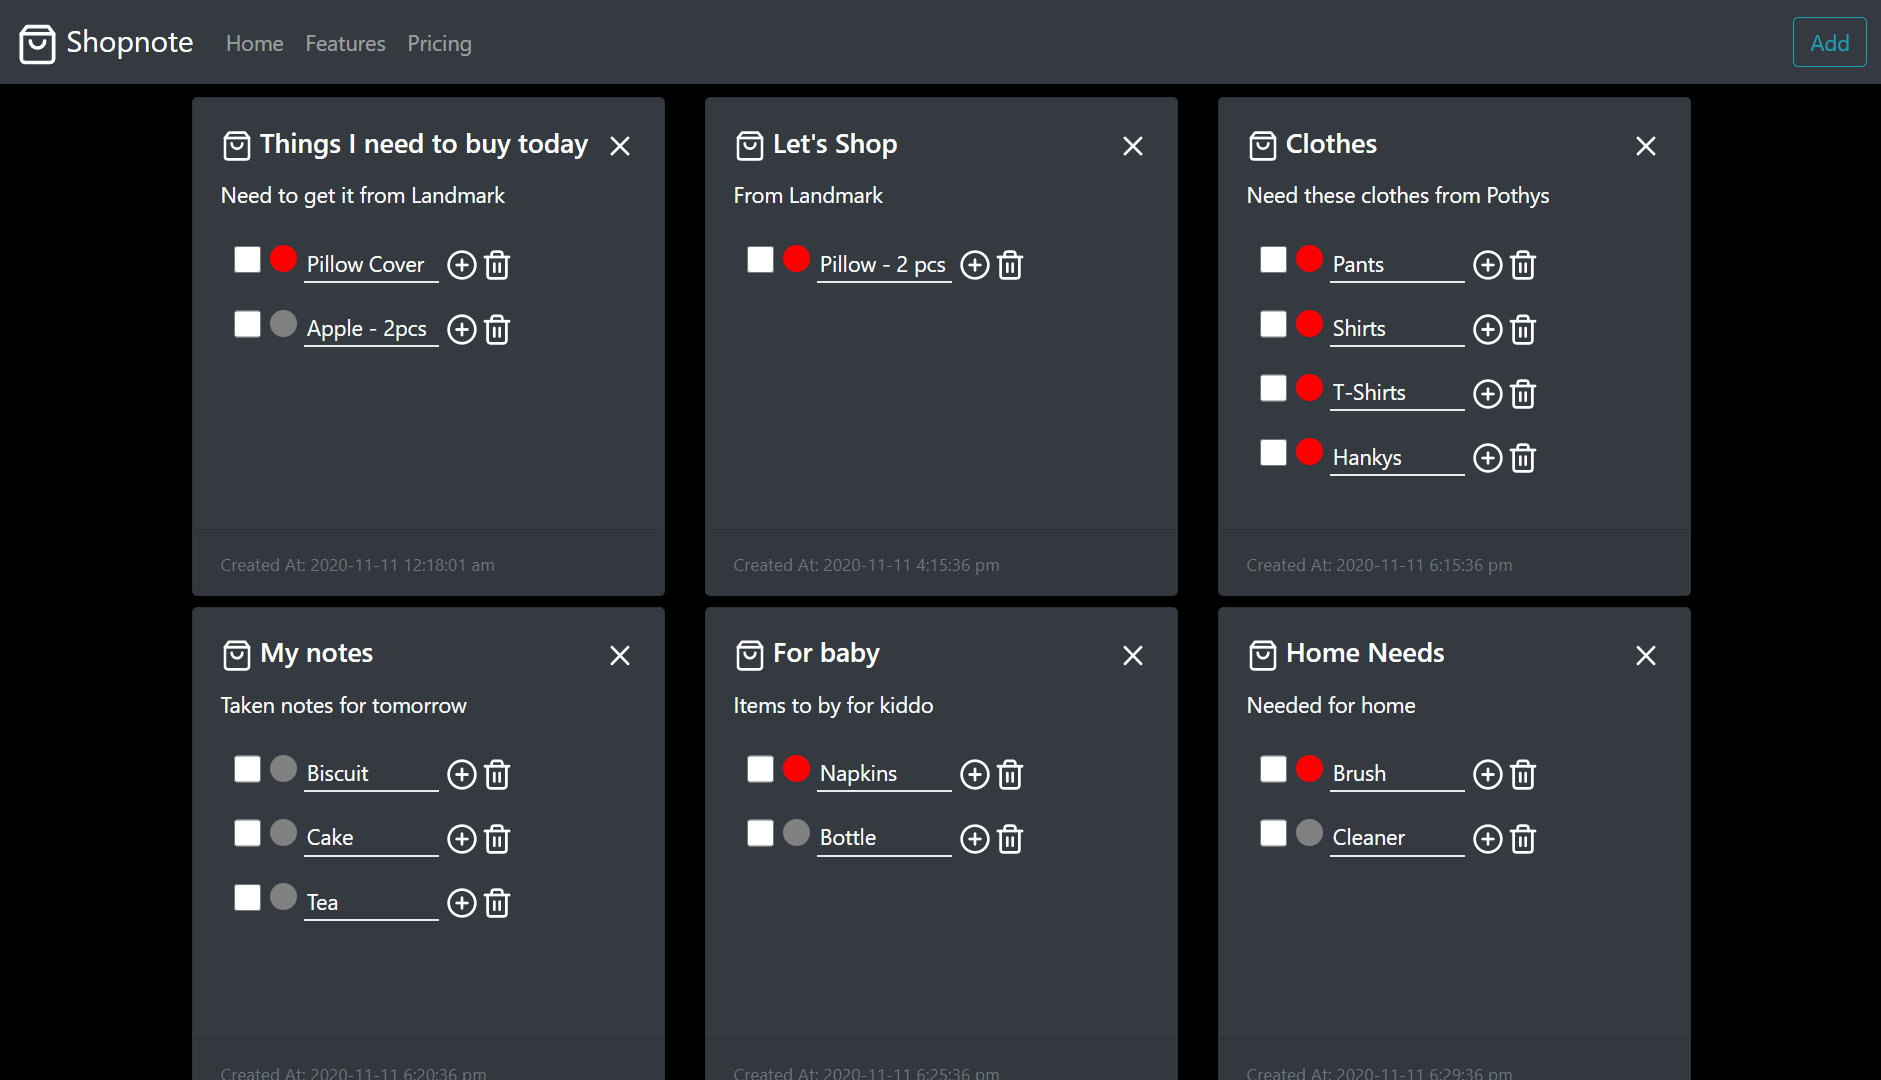 Shopnote
Home Features Pricing
Add
Things I need to buy today
Need to get it from Landmark
Pillow Cover
Apple - 2pcs
Created At: 2020-11-11 12:18:01 am
Let's Shop
From Landmark
Pillow - 2 pcs
Created At: 2020-11-11 4:15:36 pm
Clothes
Need these clothes from Pothys
Pants
Shirts
T-Shirts
Hankys
Created At: 2020-11-11 6:15:36 pm
My notes
Taken notes for tomorrow
Biscuit
Cake
Tea
Created At: 2020-11-11 6:20:36 pm
For baby
Items to by for kiddo
Napkins
Bottle
Created At: 2020-11-11 6:25:36 pm
Home Needs
Needed for home
Brush
Cleaner
Created At: 2020-11-11 6:29:36 pm